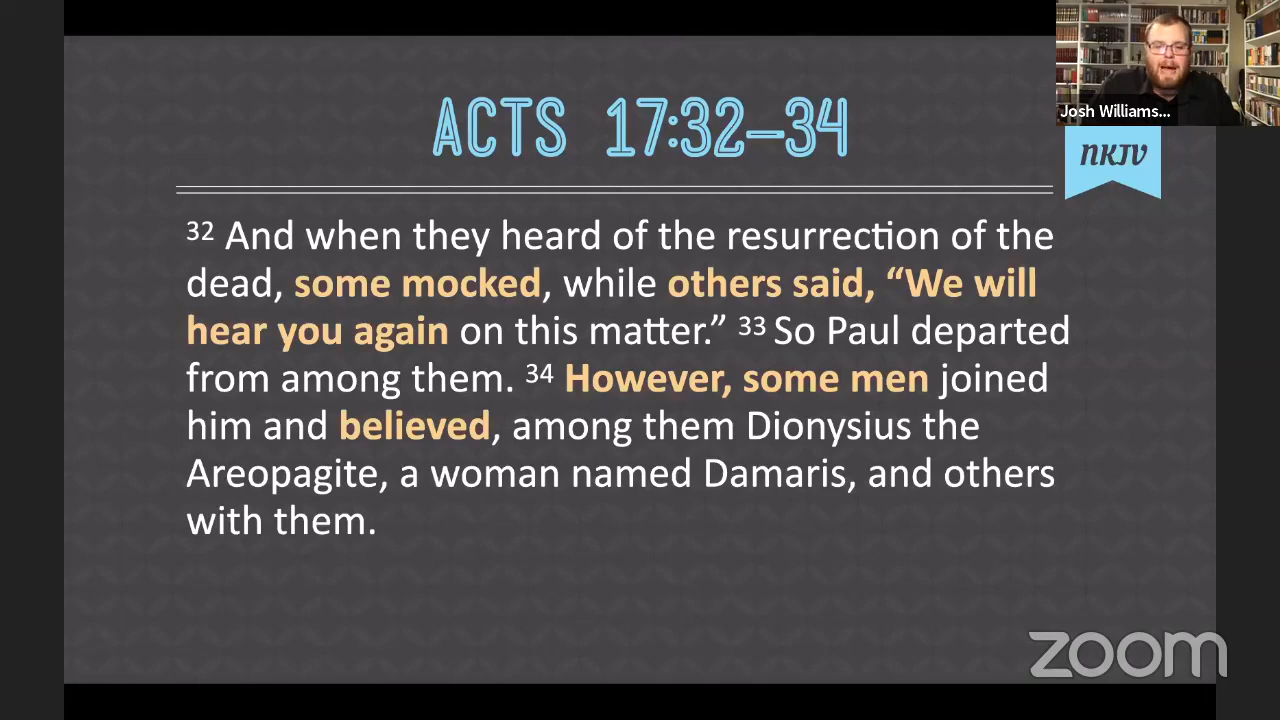 ACTS 17:32–34
Josh Williams...
NKJV
32 And when they heard of the resurrection of the
dead, some mocked, while others said, “We will
hear you again on this matter.” 33 So Paul departed
from among them. 34 However, some men joined
him and believed, among them Dionysius the
Areopagite, a woman named Damaris, and others
with them.
zoom